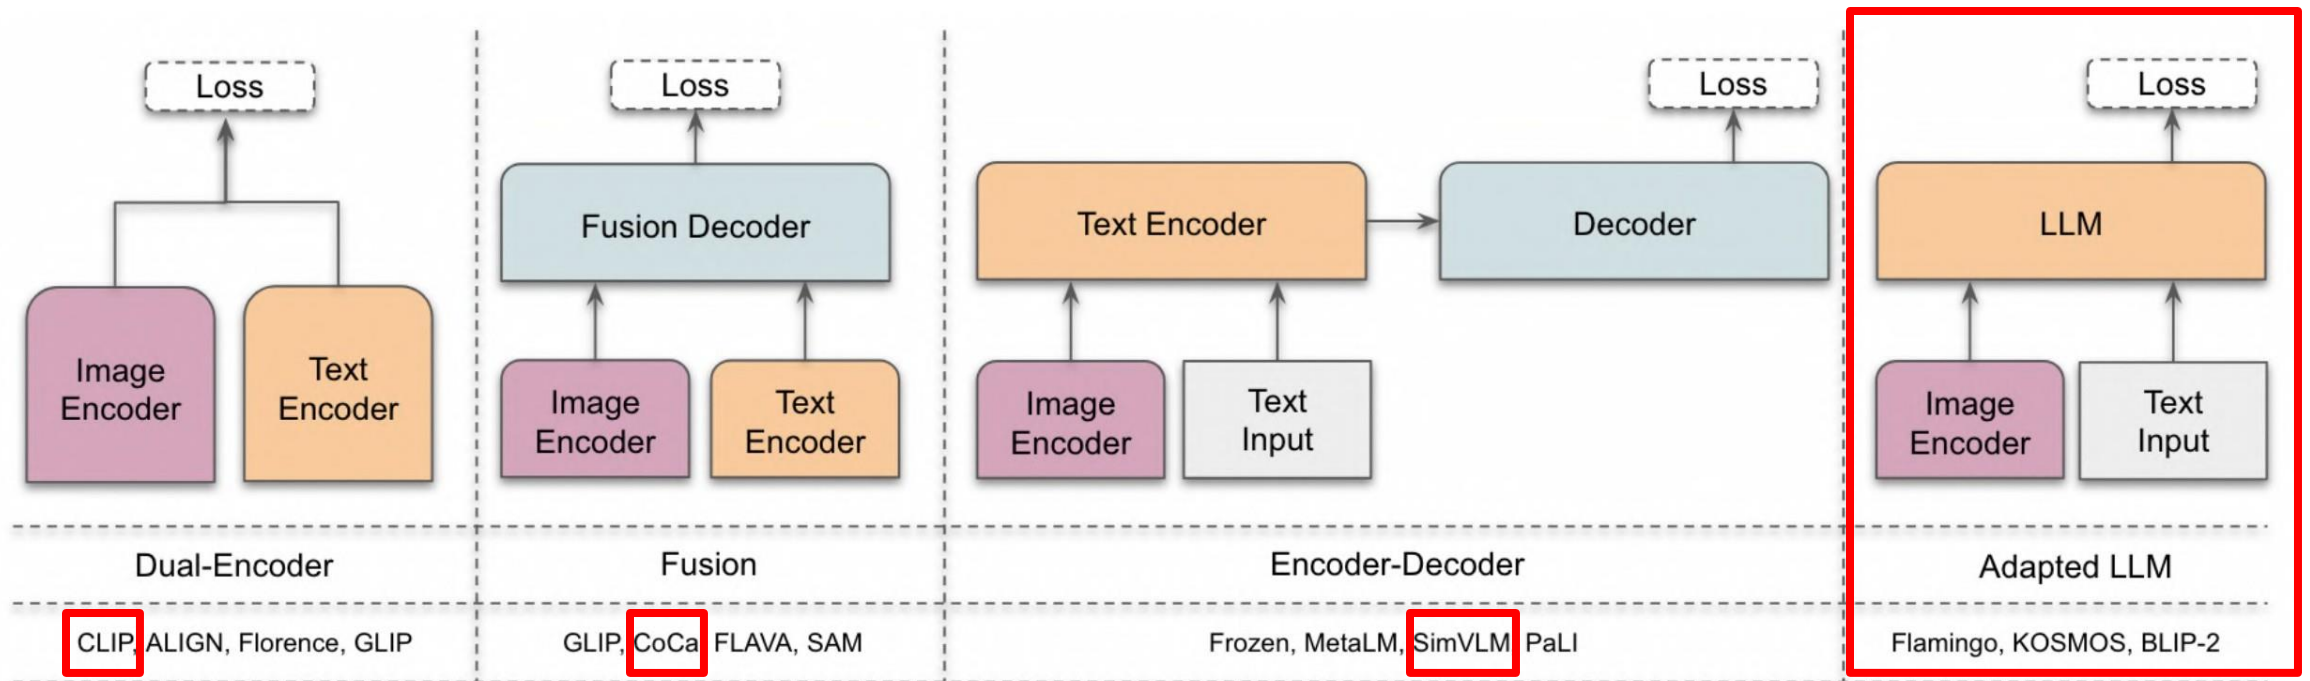 Loss
Image
Encoder
Text
Encoder
Dual-Encoder
CLIP, ALIGN, Florence, GLIP
Loss
Fusion Decoder
Image
Encoder
Text
Encoder
Fusion
GLIP, CoCa, FLAVA, SAM
Loss
Text Encoder
Decoder
Image
Encoder
Text
Input
Encoder-Decoder
Frozen, MetaLM, SimVLM, PaLI
Loss
LLM
Image
Encoder
Text
Input
Adapted LLM
Flamingo, KOSMOS, BLIP-2